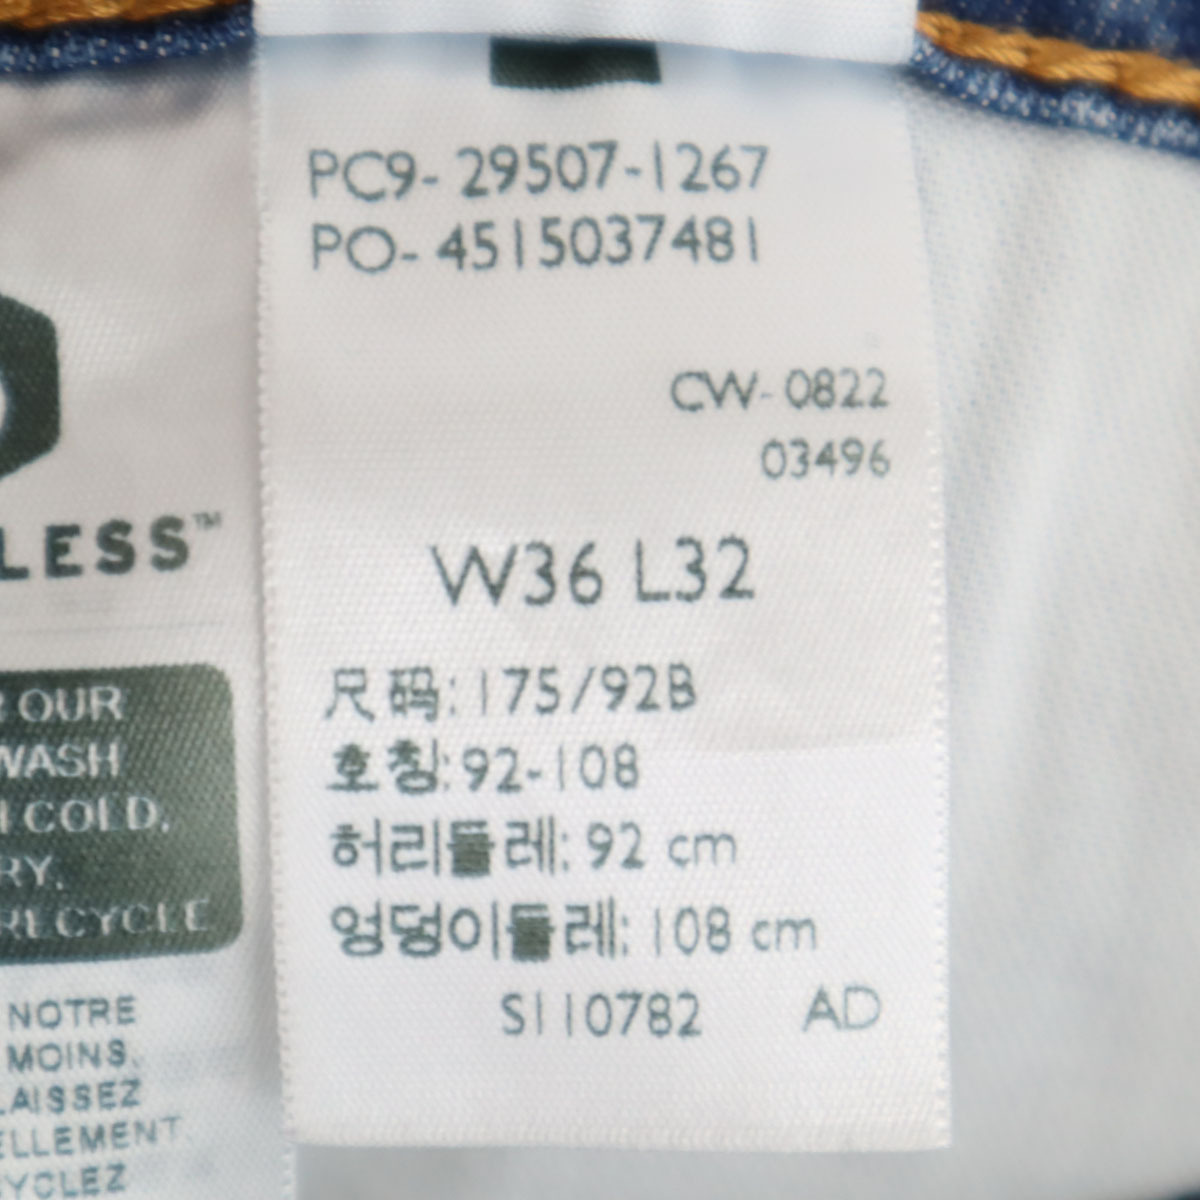 PC9-29507-1267
PO-4515037481
CW-0822
03496
W36 L32
尺码: 175/92B
호칭: 92-108
허리둘레: 92 cm
엉덩이둘레: 108 cm
S110782 AD
LESS™
OUR
WASH
COLD.
RY.
RECYCLE
NOTRE
MOINS.
LAISSEZ
ELLEMENT
YCLEZ